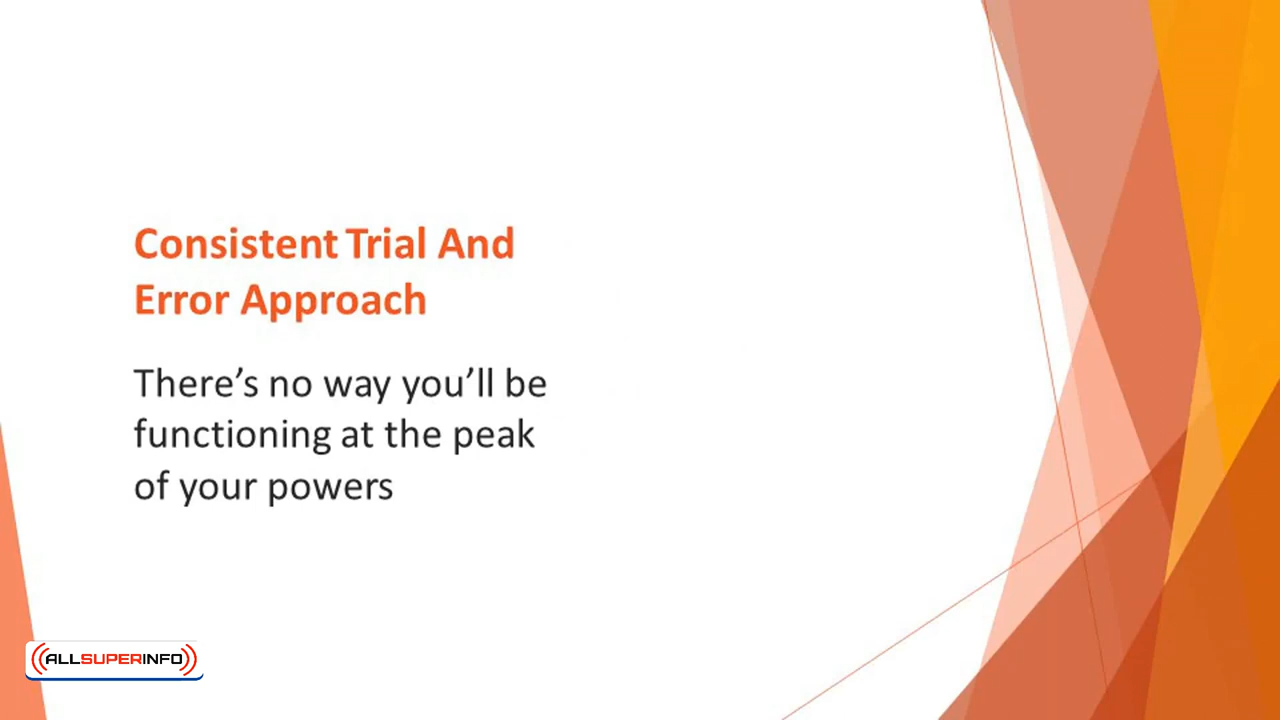 Consistent Trial And
Error Approach
There’s no way you’ll be
functioning at the peak
of your powers
ALLSUPERINFO